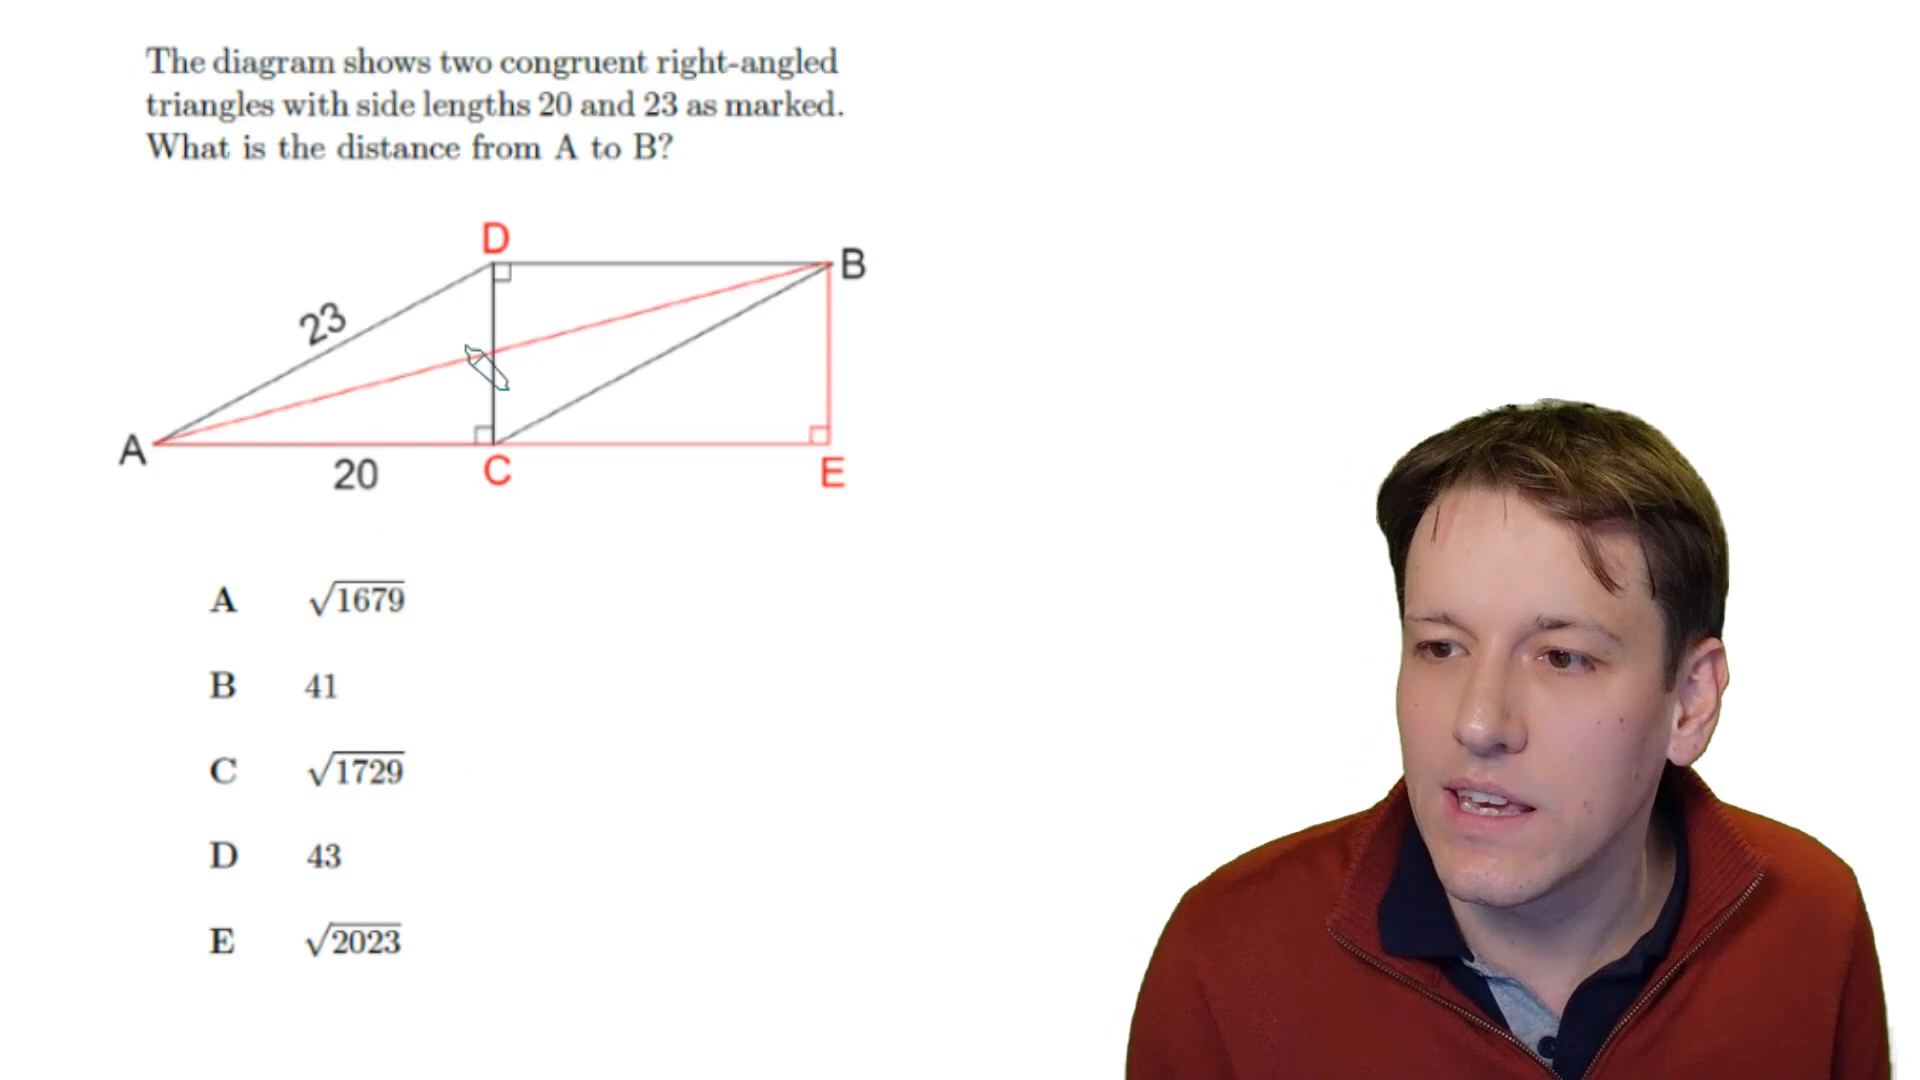 The diagram shows two congruent right-angled
triangles with side lengths 20 and 23 as marked.
What is the distance from A to B?
D
B
23
A
20
C
E
A √1679
B 41
C √1729
D 43
E √2023